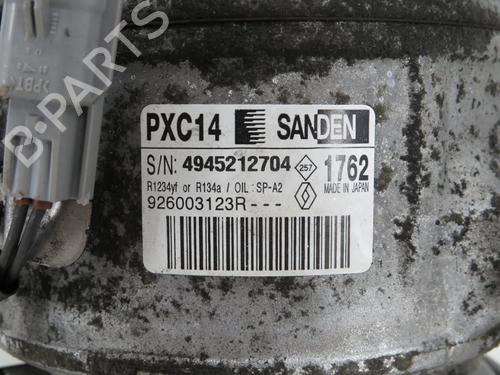 B-PARTS
PXC14 SANDEN
S/N: 4945212704 257 1762
R1234yf or R134a / OIL: SP-A2 MADE IN JAPAN
926003123R---